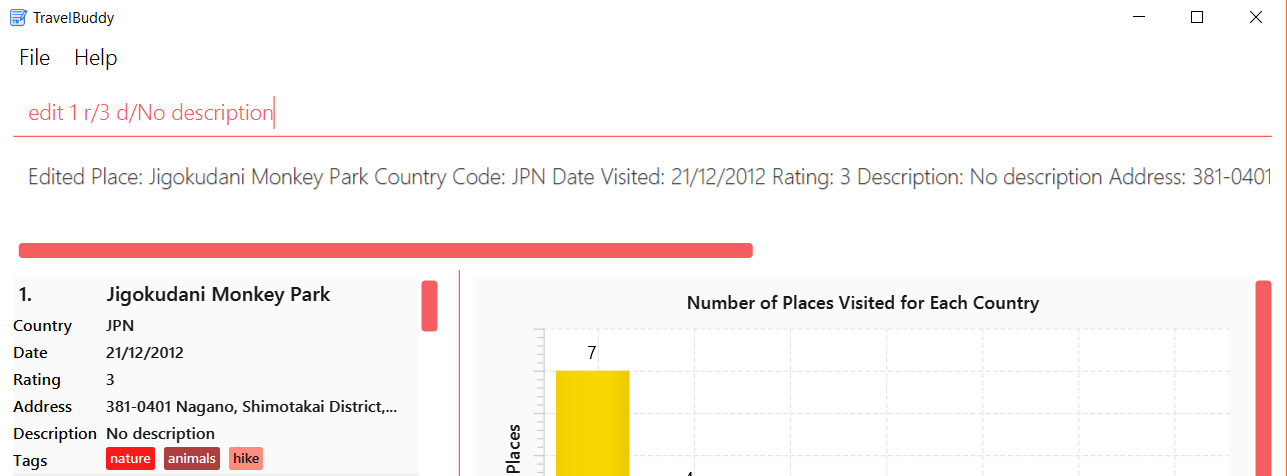 TravelBuddy
File Help
edit 1 r/3 d/No description
Edited Place: Jigokudani Monkey Park Country Code: JPN Date Visited: 21/12/2012 Rating: 3 Description: No description Address: 381-0401
1. Jigokudani Monkey Park
Country JPN
Date 21/12/2012
Rating 3
Address 381-0401 Nagano, Shimotakai District,...
Description No description
Tags nature animals hike
Number of Places Visited for Each Country
7
Places